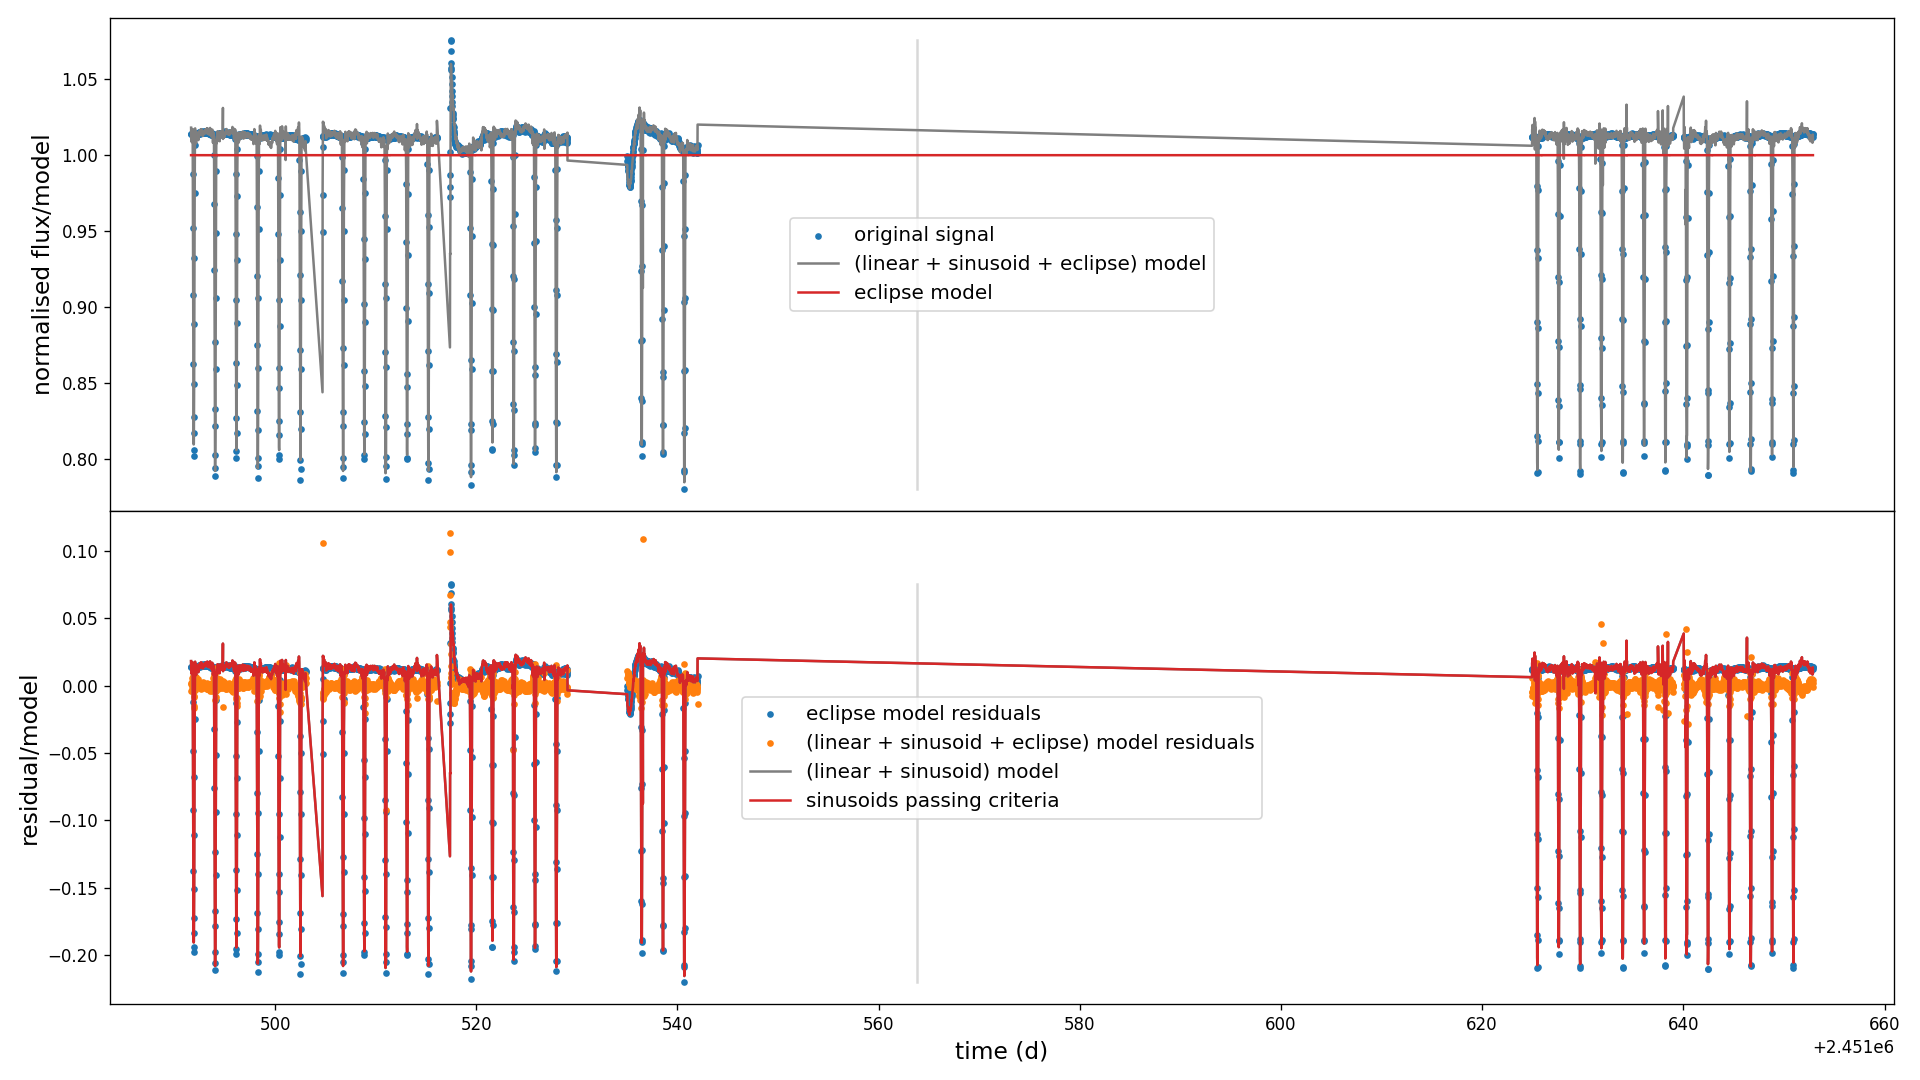 normalised flux/model
1.05
1.00
0.95
0.90
0.85
0.80
original signal
(linear + sinusoid + eclipse) model
eclipse model
residual/model
0.10
0.05
0.00
−0.05
−0.10
−0.15
−0.20
eclipse model residuals
(linear + sinusoid + eclipse) model residuals
(linear + sinusoid) model
sinusoids passing criteria
500 520 540 560 580 600 620 640 660
time (d)
+2.451e6